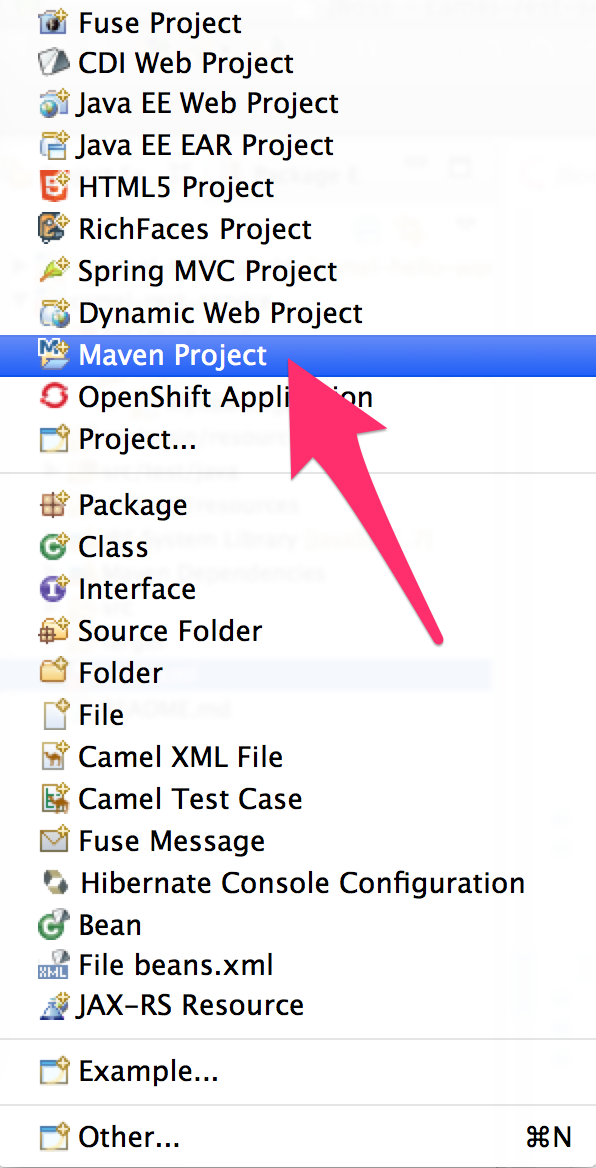 Fuse Project
CDI Web Project
Java EE Web Project
Java EE EAR Project
HTML5 Project
RichFaces Project
Spring MVC Project
Dynamic Web Project
Maven Project
OpenShift Appli on
Project...
Package
Class
Interface
Source Folder
Folder
File
Camel XML File
Camel Test Case
Fuse Message
Hibernate Console Configuration
Bean
File beans.xml
JAX-RS Resource
Example...
Other... ⌘N